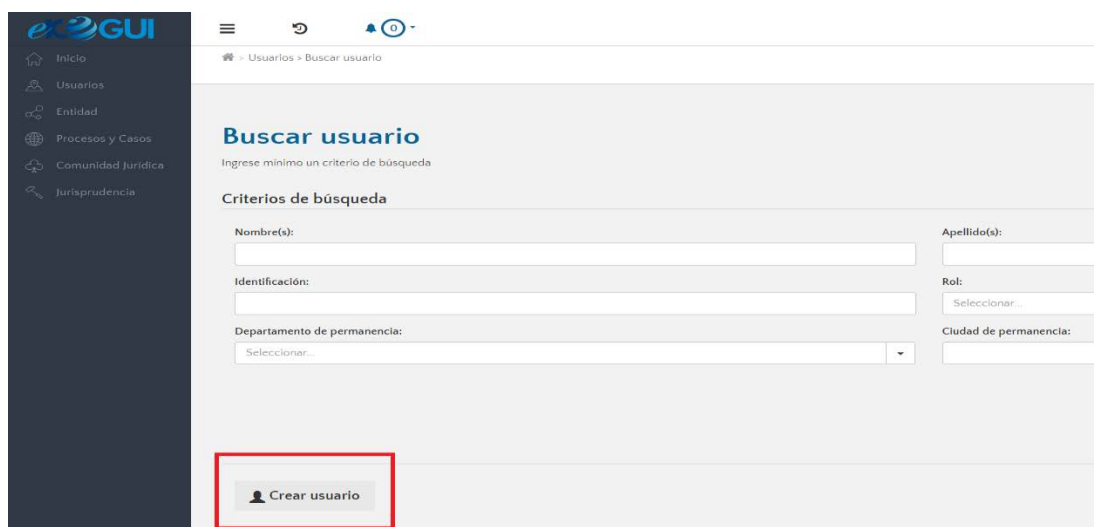 GUI
0
Inicio
Usuarios
Entidad
Procesos y Casos
Comunidad Jurídica
Jurisprudencia
> Usuarios > Buscar usuario
Buscar usuario
Ingrese mínimo un criterio de búsqueda
Criterios de búsqueda
Nombre(s):
Apellido(s):
Identificación:
Rol:
Seleccionar...
Departamento de permanencia:
Ciudad de permanencia:
Seleccionar...
Crear usuario